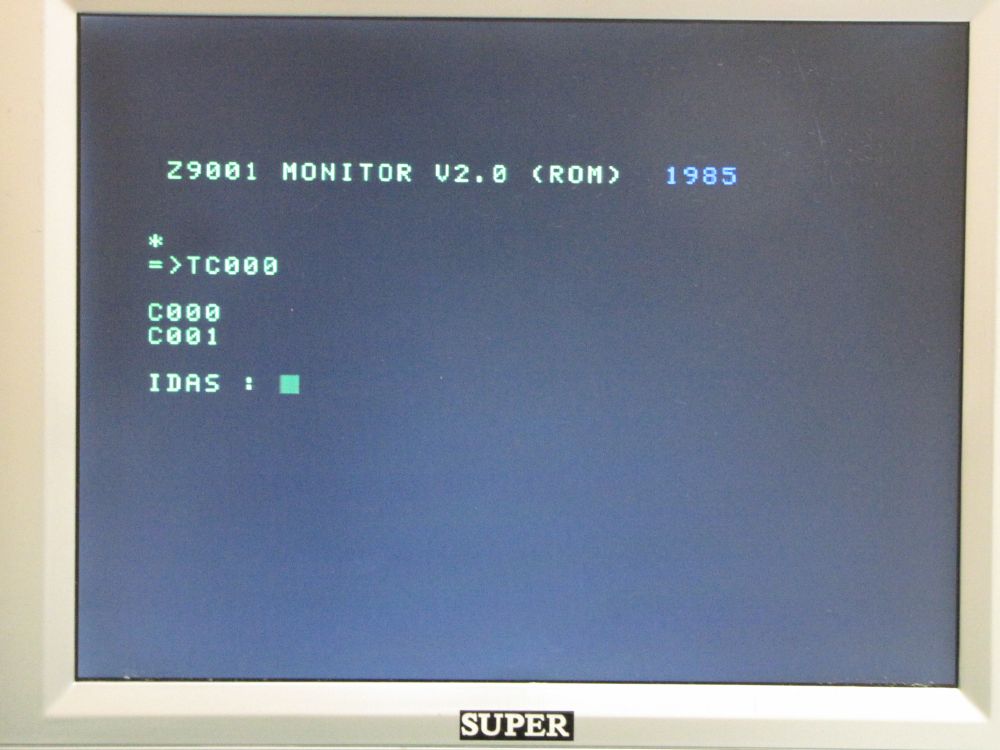 Z9001 MONITOR V2.0 (ROM) 1985
*
=>TC000
C000
C001
IDAS :
SUPER